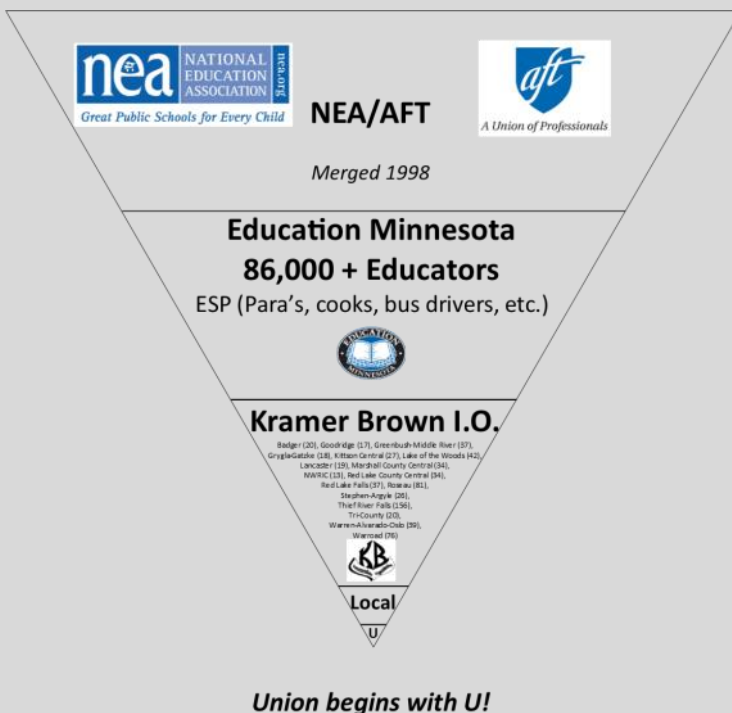 nea NATIONAL EDUCATION ASSOCIATION nea.org
Great Public Schools for Every Child
aft
A Union of Professionals
NEA/AFT
Merged 1998
Education Minnesota
86,000 + Educators
ESP (Para's, cooks, bus drivers, etc.)
EDUCATION MINNESOTA
Kramer Brown I.O.
Badger (20), Goodridge (17), Greenbush-Middle River (37),
Grygla-Gatzke (18), Kittson Central (27), Lake of the Woods (42),
Lancaster (19), Marshall County Central (34),
NWRIC (13), Red Lake County Central (34),
Red Lake Falls (37), Roseau (81),
Stephen-Argyle (26),
Thief River Falls (156),
Tri-County (20),
Warren-Alvarado-Oslo (39),
Warroad (76)
KB
Local
U
Union begins with U!